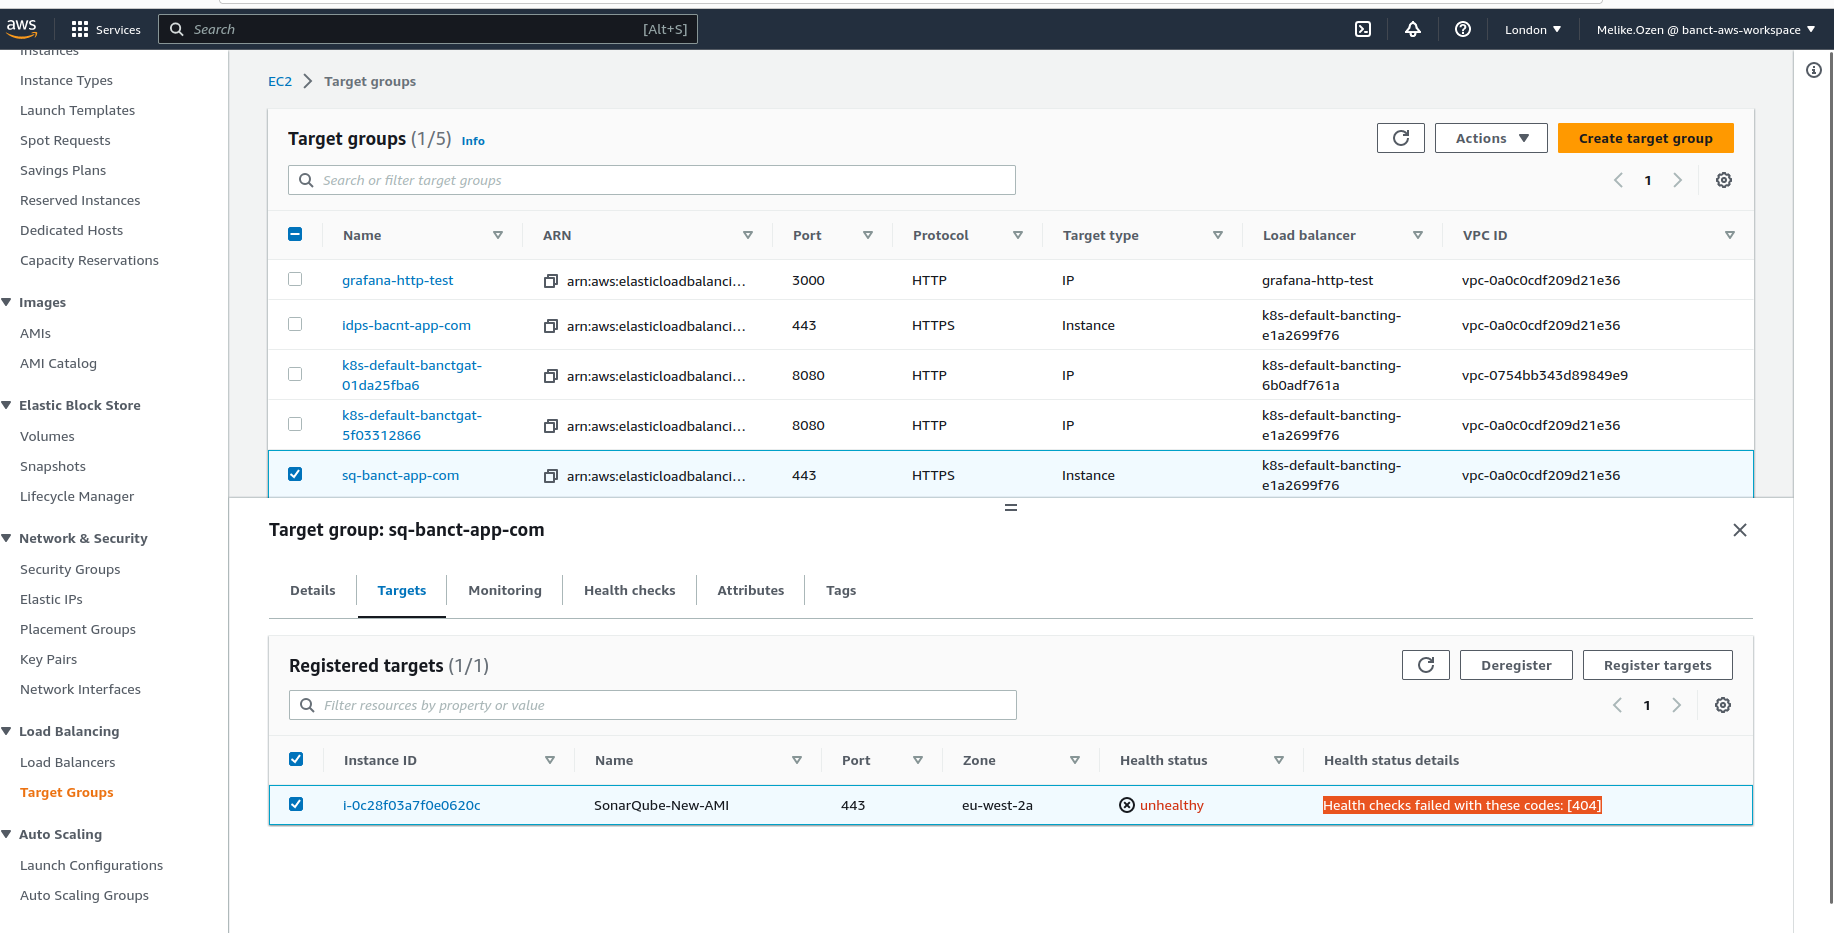 aws
Services
Search
[Alt+S]
London
Melike.Ozen @ banct-aws-workspace
Instances
Instance Types
Launch Templates
Spot Requests
Savings Plans
Reserved Instances
Dedicated Hosts
Capacity Reservations
Images
AMIs
AMI Catalog
Elastic Block Store
Volumes
Snapshots
Lifecycle Manager
Network & Security
Security Groups
Elastic IPs
Placement Groups
Key Pairs
Network Interfaces
Load Balancing
Load Balancers
Target Groups
Auto Scaling
Launch Configurations
Auto Scaling Groups
EC2 > Target groups
Target groups (1/5) Info
Actions
Create target group
Search or filter target groups
1
Name ARN Port Protocol Target type Load balancer VPC ID
grafana-http-test arn:aws:elasticloadbalanci... 3000 HTTP IP grafana-http-test vpc-0a0c0cdf209d21e36
idps-bacnt-app-com arn:aws:elasticloadbalanci... 443 HTTPS Instance k8s-default-bancting-
e1a2699f76 vpc-0a0c0cdf209d21e36
k8s-default-banctgat-
01da25fba6 arn:aws:elasticloadbalanci... 8080 HTTP IP k8s-default-bancting-
6b0adf761a vpc-0754bb343d89849e9
k8s-default-banctgat-
5f03312866 arn:aws:elasticloadbalanci... 8080 HTTP IP k8s-default-bancting-
e1a2699f76 vpc-0a0c0cdf209d21e36
sq-banct-app-com arn:aws:elasticloadbalanci... 443 HTTPS Instance k8s-default-bancting-
e1a2699f76 vpc-0a0c0cdf209d21e36
Target group: sq-banct-app-com
Details Targets Monitoring Health checks Attributes Tags
Registered targets (1/1)
Deregister
Register targets
Filter resources by property or value
1
Instance ID Name Port Zone Health status Health status details
i-0c28f03a7f0e0620c SonarQube-New-AMI 443 eu-west-2a unhealthy Health checks failed with these codes: [404]